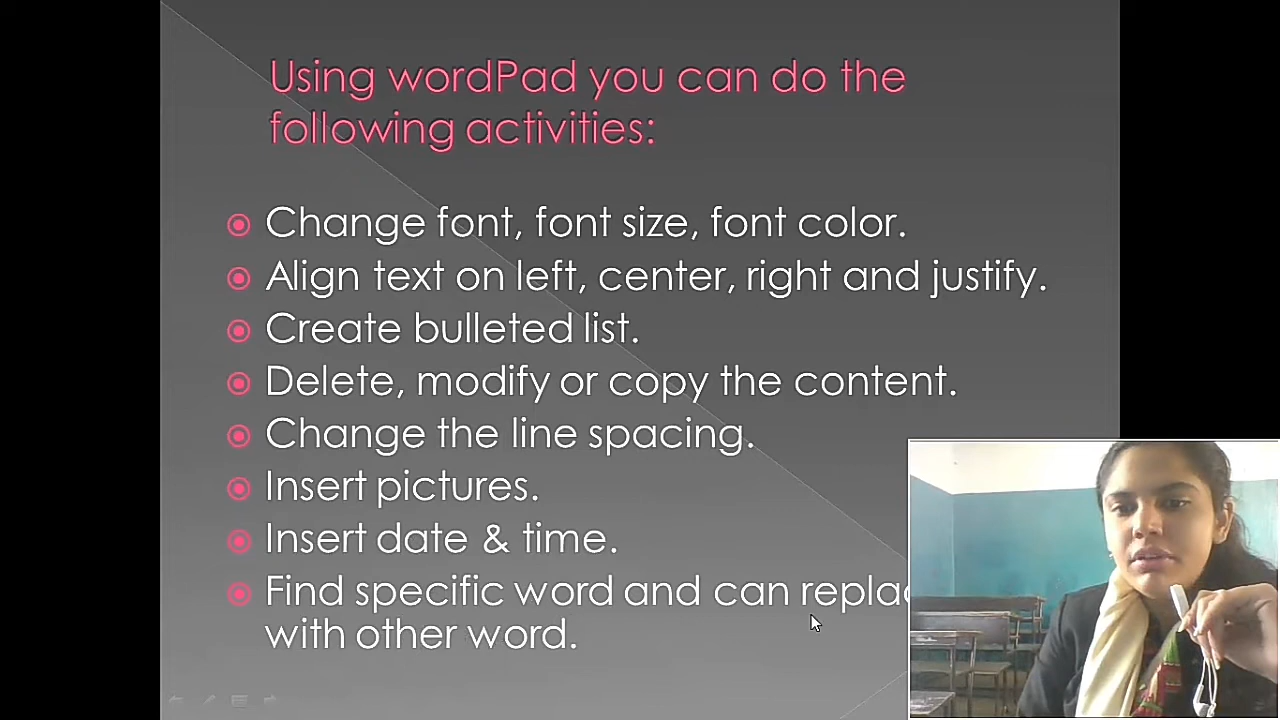 Using wordPad you can do the
following activities:
Change font, font size, font color.
Align text on left, center, right and justify.
Create bulleted list.
Delete, modify or copy the content.
Change the line spacing.
Insert pictures.
Insert date & time.
Find specific word and can
with other word.